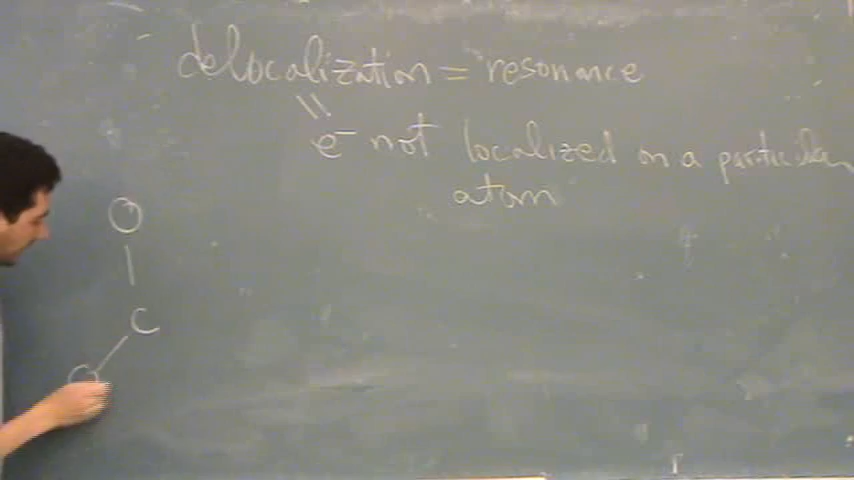 delocalization = resonance
=
e⁻ not localized on a particular
atom
O
|
C
/
O